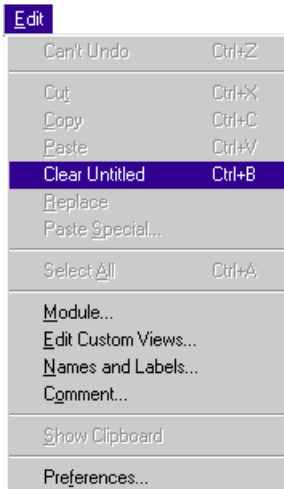 Edit
Can't Undo Ctrl+Z
Cut Ctrl+X
Copy Ctrl+C
Paste Ctrl+V
Clear Untitled Ctrl+B
Replace
Paste Special...
Select All Ctrl+A
Module...
Edit Custom Views...
Names and Labels...
Comment...
Show Clipboard
Preferences...